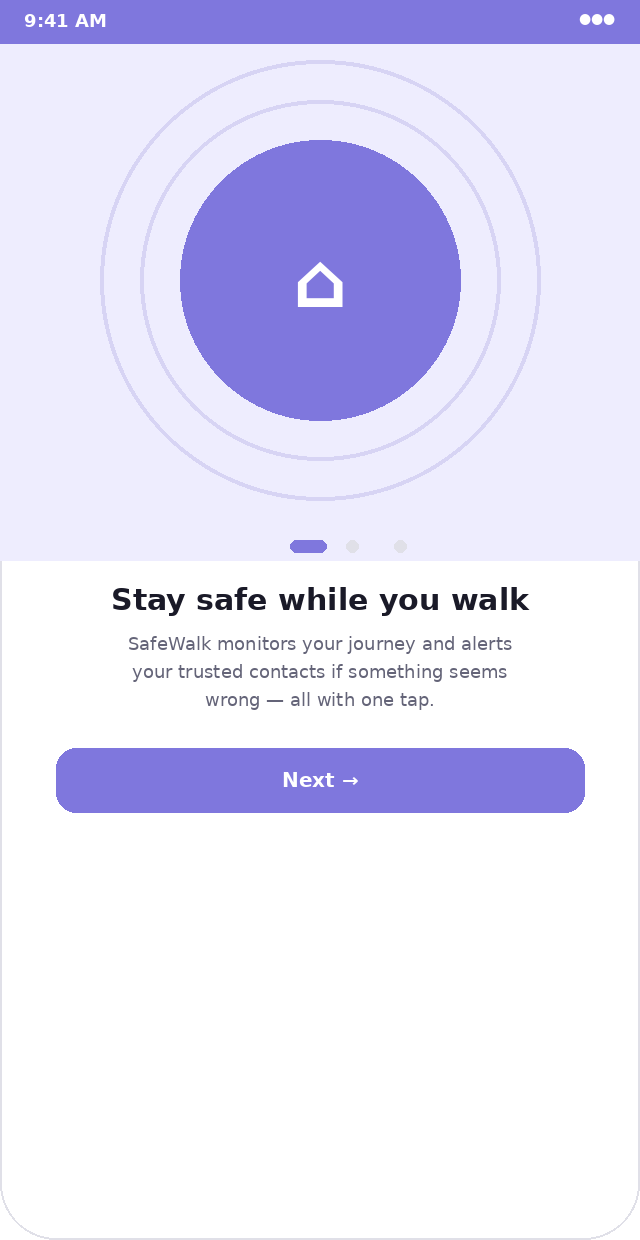 9:41 AM
Stay safe while you walk
SafeWalk monitors your journey and alerts
your trusted contacts if something seems
wrong — all with one tap.
Next →